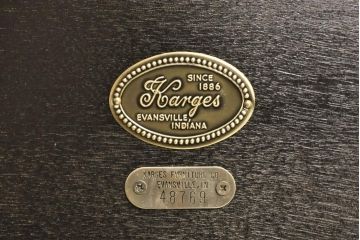 SINCE
1886
Karges
EVANSVILLE,
INDIANA
KARGES FURNITURE CO
EVANSVILLE, IN
48769